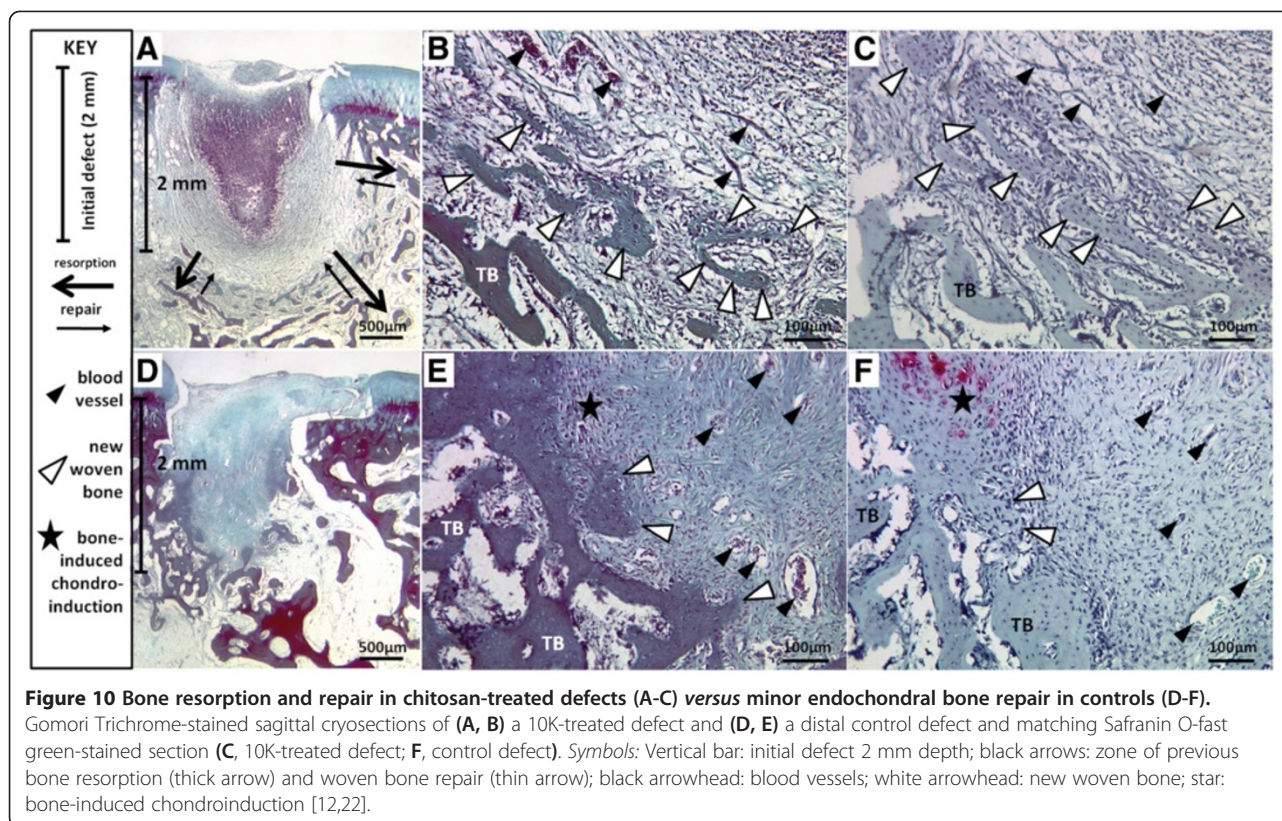 KEY
Initial defect (2 mm)
resorption
repair
blood
vessel
new
woven
bone
bone-
induced
chondro-
induction
A
2 mm
500µm
B
TB
100µm
C
TB
100µm
D
2 mm
500µm
E
TB
TB
100µm
F
TB
TB
100µm
Figure 10 Bone resorption and repair in chitosan-treated defects (A-C) versus minor endochondral bone repair in controls (D-F).
Gomori Trichrome-stained sagittal cryosections of (A, B) a 10K-treated defect and (D, E) a distal control defect and matching Safranin O-fast
green-stained section (C, 10K-treated defect; F, control defect). Symbols: Vertical bar: initial defect 2 mm depth; black arrows: zone of previous
bone resorption (thick arrow) and woven bone repair (thin arrow); black arrowhead: blood vessels; white arrowhead: new woven bone; star:
bone-induced chondroinduction [12,22].